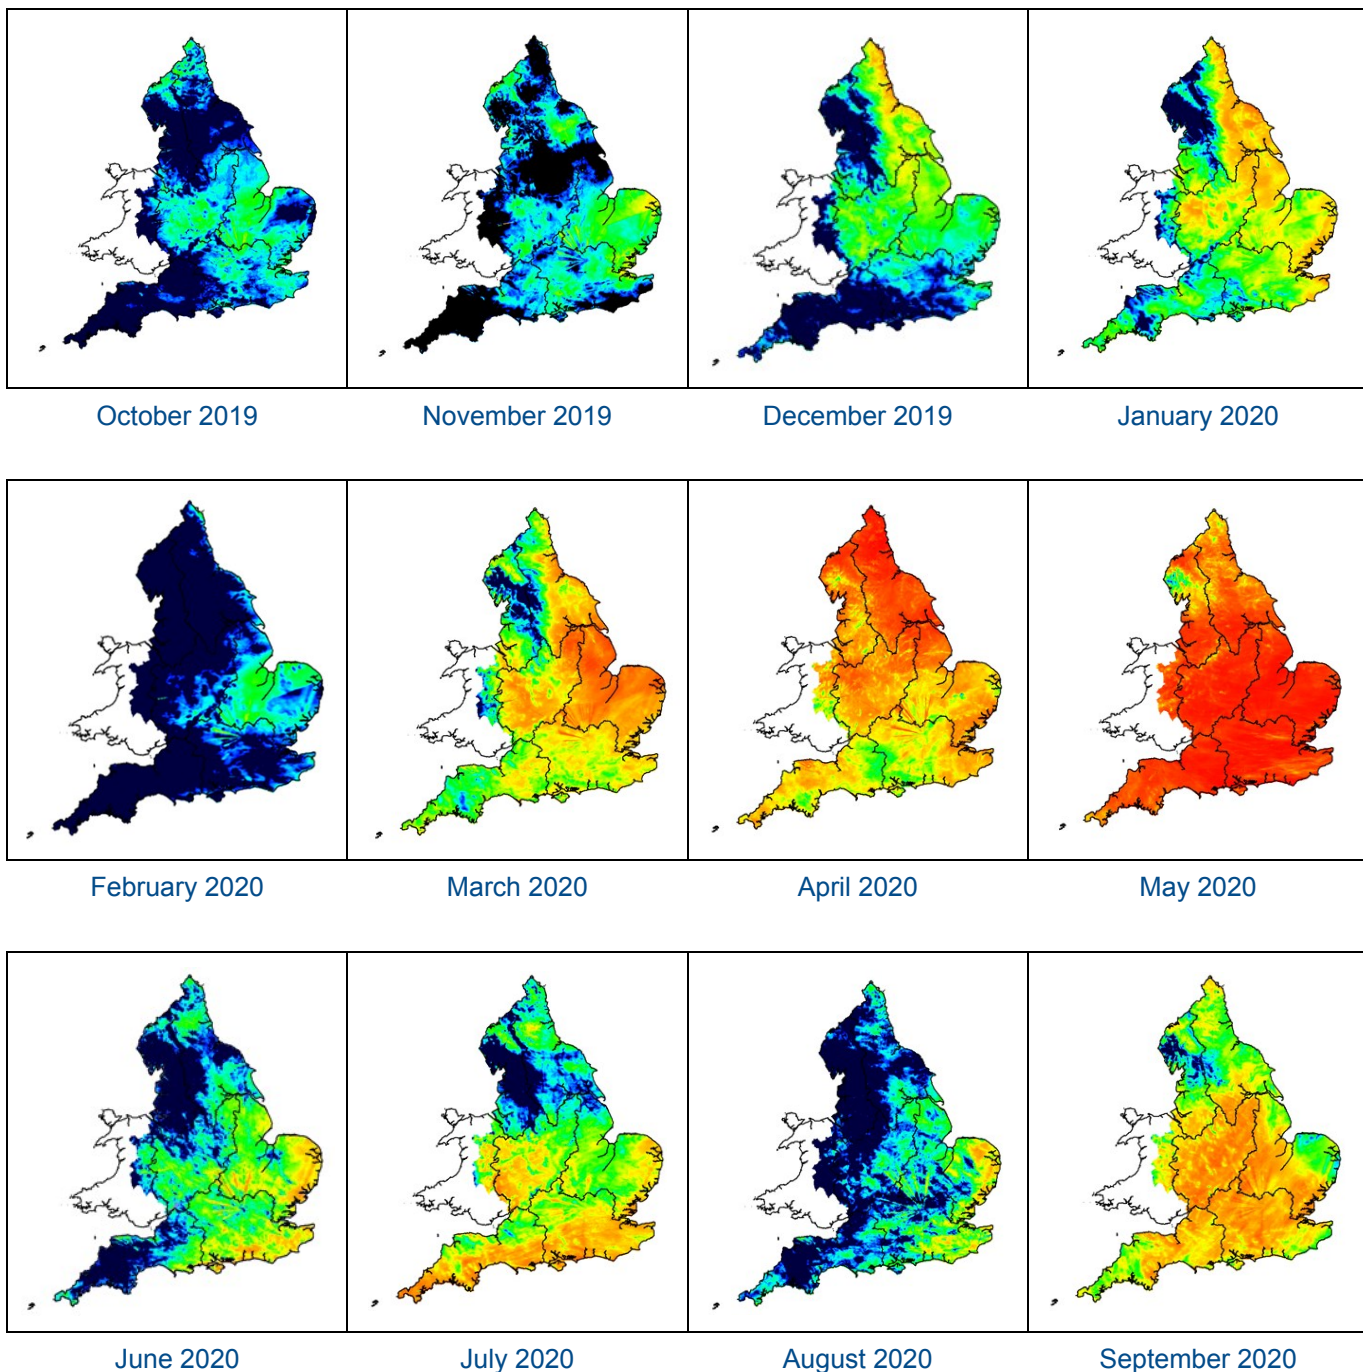 October 2019
November 2019
December 2019
January 2020
February 2020
March 2020
April 2020
May 2020
June 2020
July 2020
August 2020
September 2020